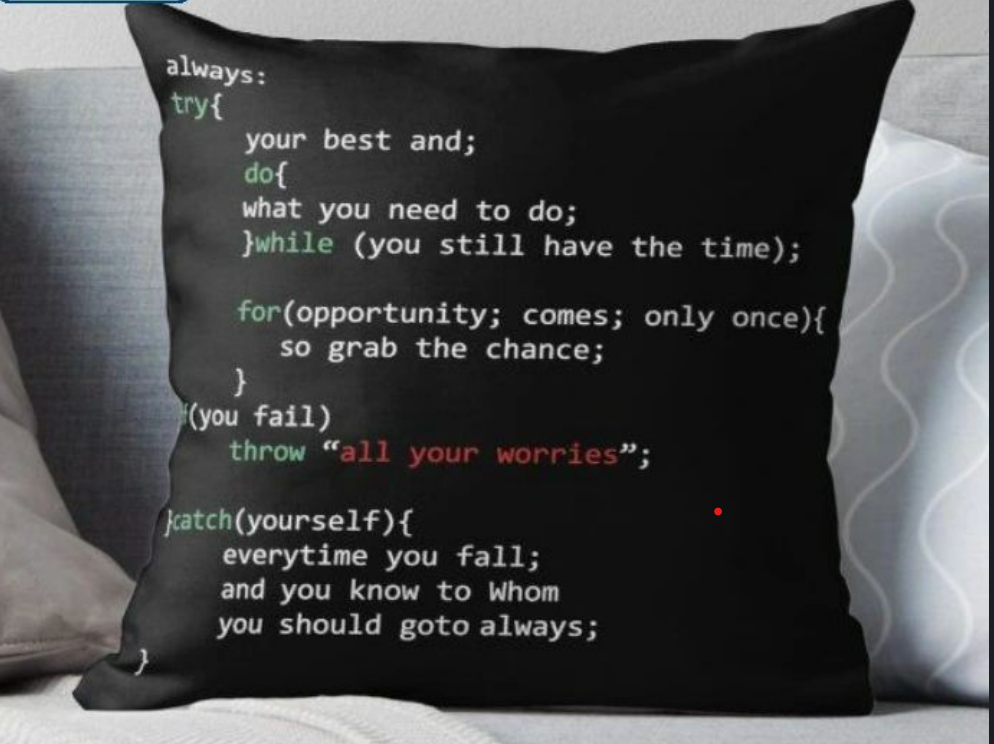 always:
try{
your best and;
do{
what you need to do;
}while (you still have the time);
for(opportunity; comes; only once){
so grab the chance;
}
(you fail)
throw “all your worries”;
}catch(yourself){
everytime you fall;
and you know to Whom
you should goto always;
}